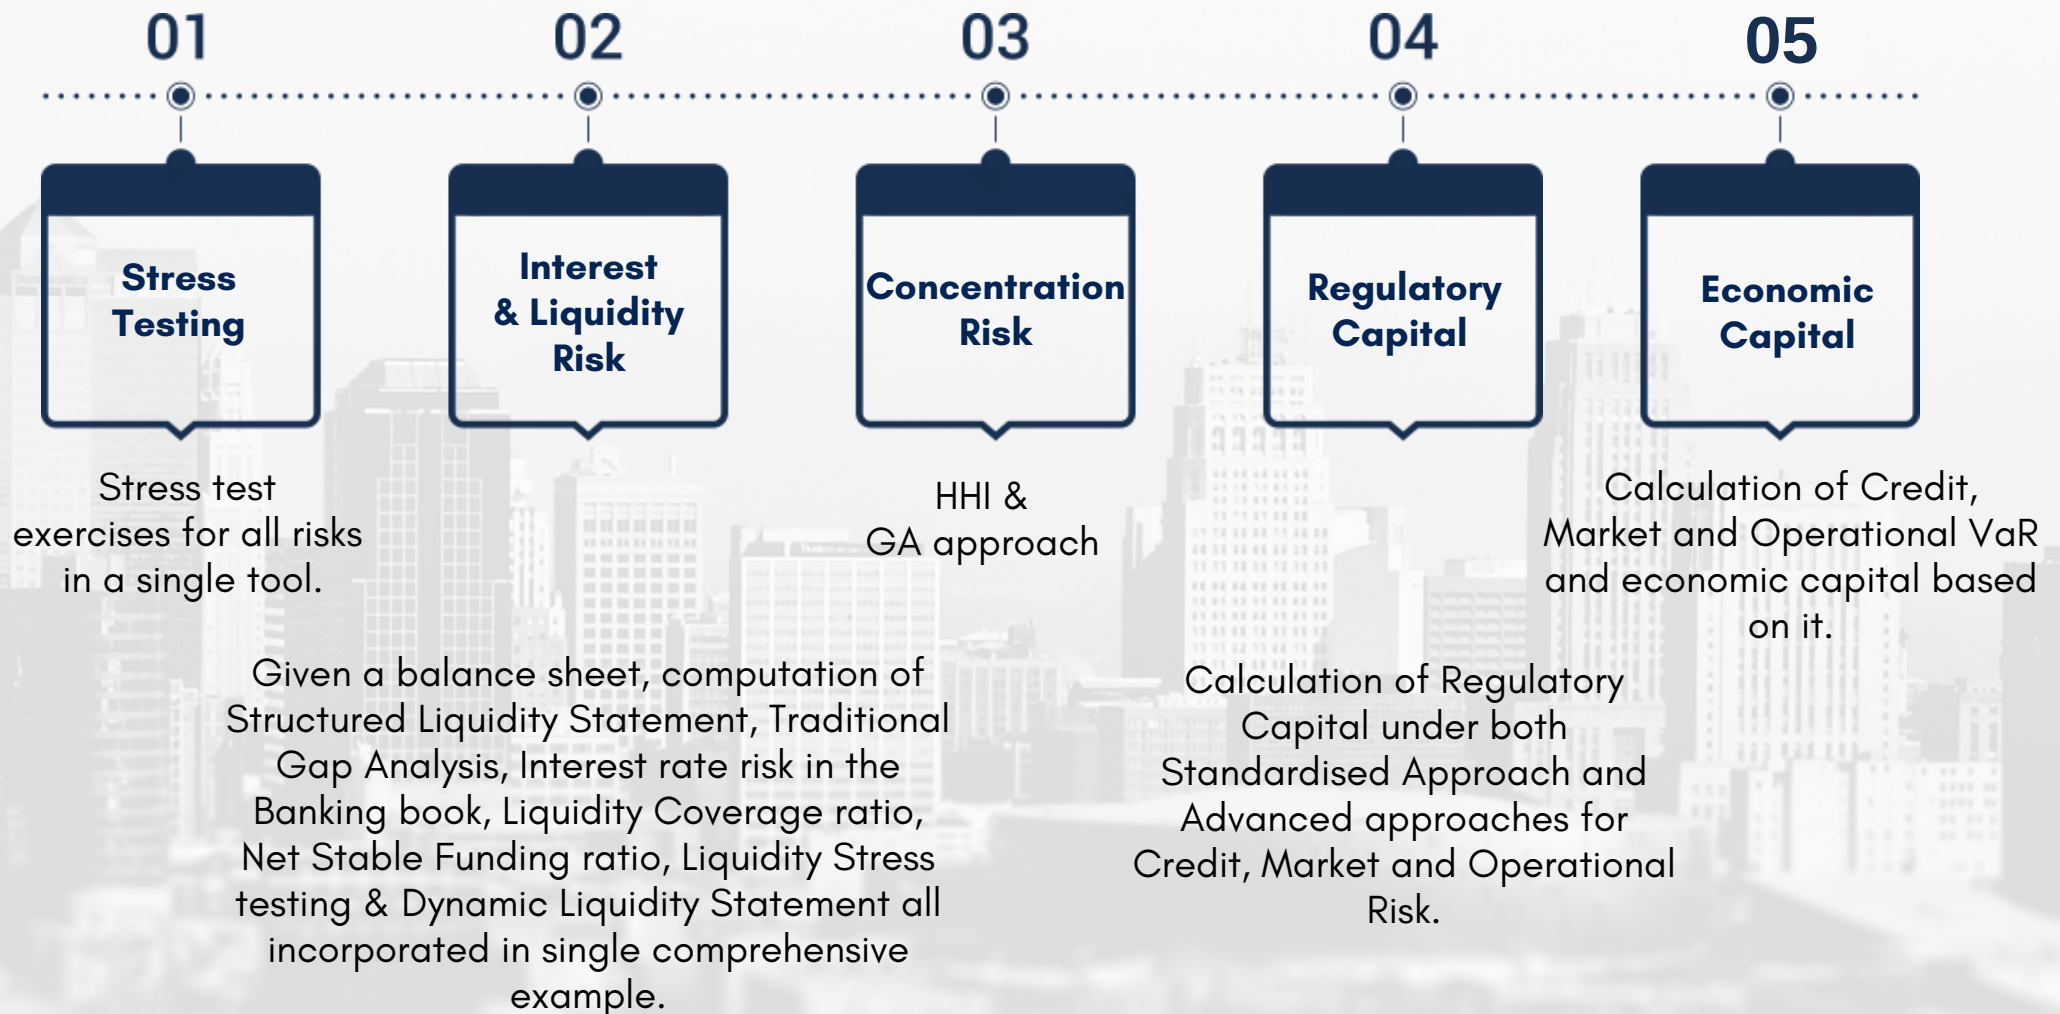 01
02
03
04
05
Stress
Testing
Interest
& Liquidity
Risk
Concentration
Risk
Regulatory
Capital
Economic
Capital
Stress test
exercises for all risks
in a single tool.
Given a balance sheet, computation of
Structured Liquidity Statement, Traditional
Gap Analysis, Interest rate risk in the
Banking book, Liquidity Coverage ratio,
Net Stable Funding ratio, Liquidity Stress
testing & Dynamic Liquidity Statement all
incorporated in single comprehensive
example.
HHI &
GA approach
Calculation of Regulatory
Capital under both
Standardised Approach and
Advanced approaches for
Credit, Market and Operational
Risk.
Calculation of Credit,
Market and Operational VaR
and economic capital based
on it.